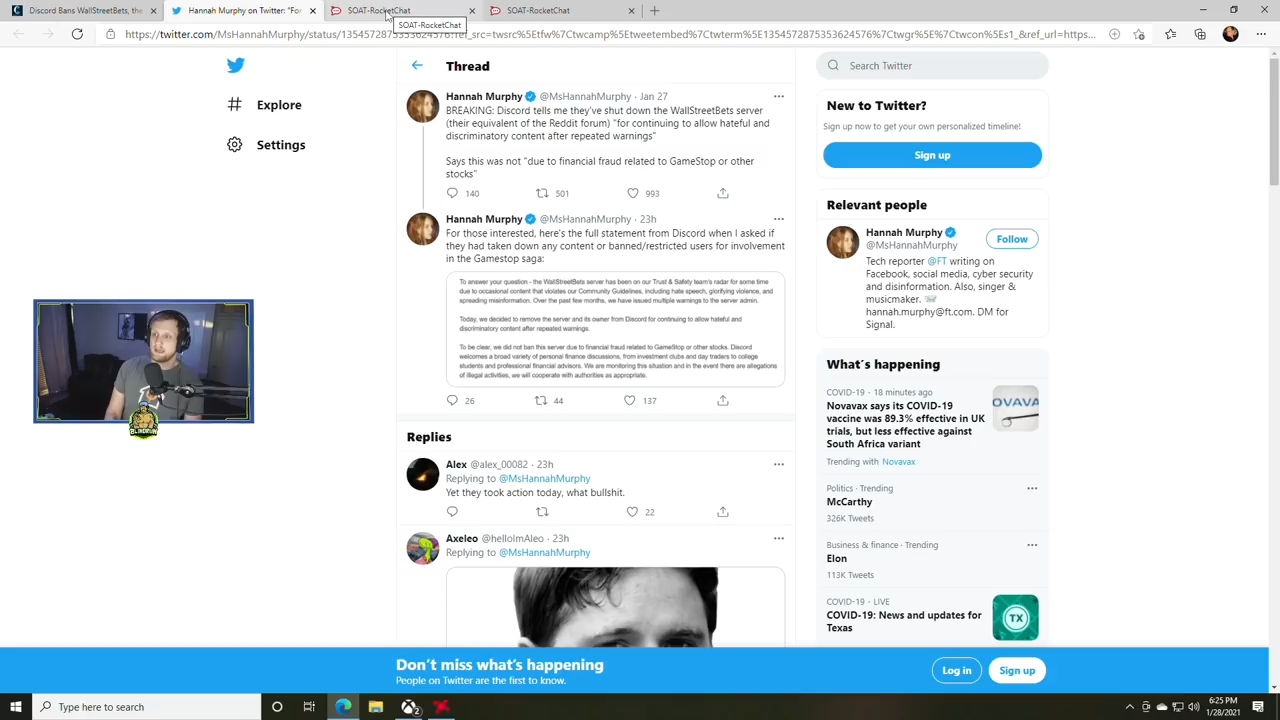 Discord Bans WallStreetBets, the
Hannah Murphy on Twitter: "For
SOAT-RocketChat
SOAT-RocketChat
SOAT-RocketChat
https://twitter.com/MsHannahMurphy/status/1354572875353624576?ref_src=twsrc%5Etfw%7Ctwcamp%5Etweetembed%7Ctwterm%5E1354572875353624576%7Ctwgr%5E%7Ctwcon%5Es1_&ref_url=https...
Thread
Search Twitter
Explore
Settings
Hannah Murphy @MsHannahMurphy · Jan 27
BREAKING: Discord tells me they've shut down the WallStreetBets server
(their equivalent of the Reddit forum) "for continuing to allow hateful and
discriminatory content after repeated warnings"
Says this was not "due to financial fraud related to GameStop or other
stocks"
140 501 993
Hannah Murphy @MsHannahMurphy · 23h
For those interested, here's the full statement from Discord when I asked if
they had taken down any content or banned/restricted users for involvement
in the Gamestop saga:
To answer your question - the WallStreetBets server has been on our Trust & Safety team's radar for some time
due to occasional content that violates our Community Guidelines, including hate speech, glorifying violence, and
spreading misinformation. Over the past few months, we have issued multiple warnings to the server admin.
Today, we decided to remove the server and its owner from Discord for continuing to allow hateful and
discriminatory content after repeated warnings.
To be clear, we did not ban this server due to financial fraud related to GameStop or other stocks. Discord
welcomes a broad variety of personal finance discussions, from investment clubs and day traders to college
students and professional financial advisors. We are monitoring this situation and in the event there are allegations
of illegal activities, we will cooperate with authorities as appropriate.
26 44 137
Replies
Alex @alex_00082 · 23h
Replying to @MsHannahMurphy
Yet they took action today, what bullshit.
22
Axeleo @helloImAleo · 23h
Replying to @MsHannahMurphy
New to Twitter?
Sign up now to get your own personalized timeline!
Sign up
Relevant people
Hannah Murphy
@MsHannahMurphy
Follow
Tech reporter @FT writing on
Facebook, social media, cyber security
and disinformation. Also, singer &
musicmaker.
hannah.murphy@ft.com. DM for
Signal.
What's happening
COVID-19 · 18 minutes ago
Novavax says its COVID-19
vaccine was 89.3% effective in UK
trials, but less effective against
South Africa variant
Trending with Novavax
OVAVA
Politics · Trending
McCarthy
326K Tweets
Business & finance · Trending
Elon
113K Tweets
COVID-19 · LIVE
COVID-19: News and updates for
Texas
TX
BLINDRUN
Don't miss what's happening
People on Twitter are the first to know.
Log in
Sign up
Type here to search
2
6:25 PM
1/28/2021